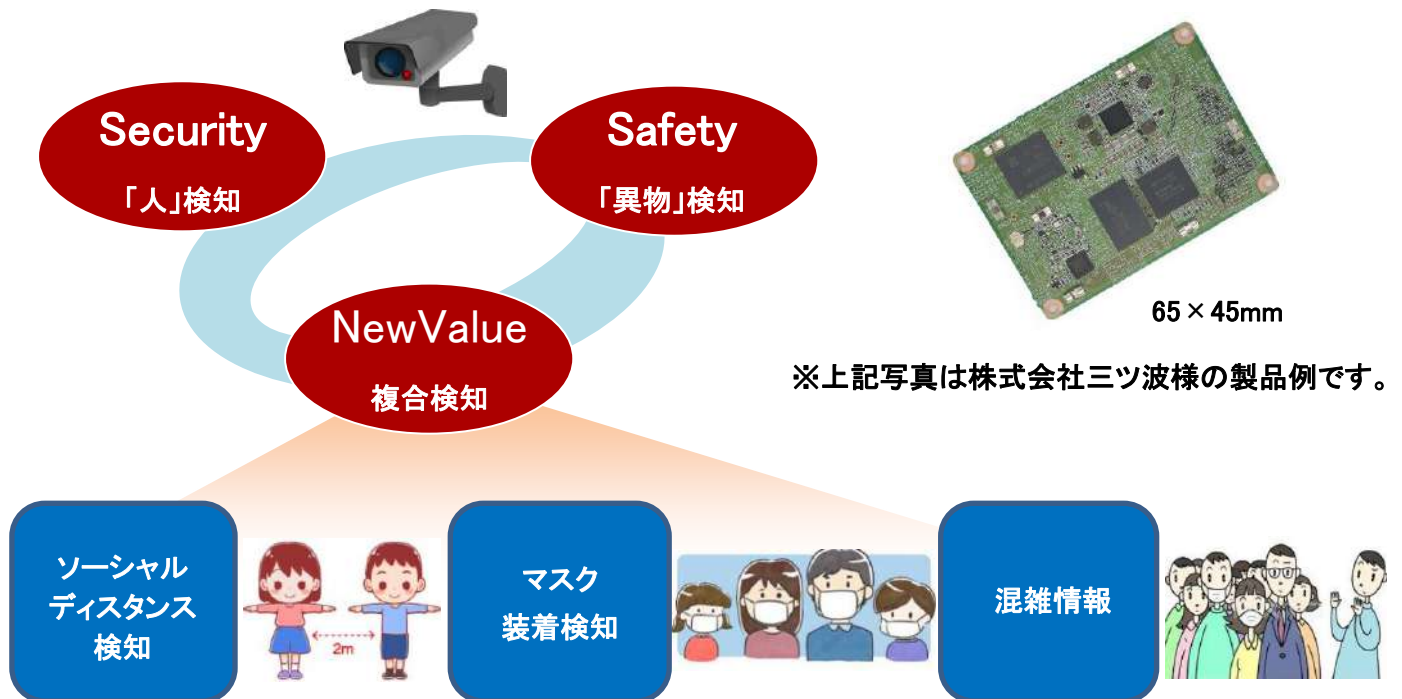 Security
「人」検知
Safety
「異物」検知
NewValue
複合検知
65×45mm
※上記写真は株式会社三ツ波様の製品例です。
ソーシャル
ディスタンス
検知
2m
マスク
装着検知
混雑情報